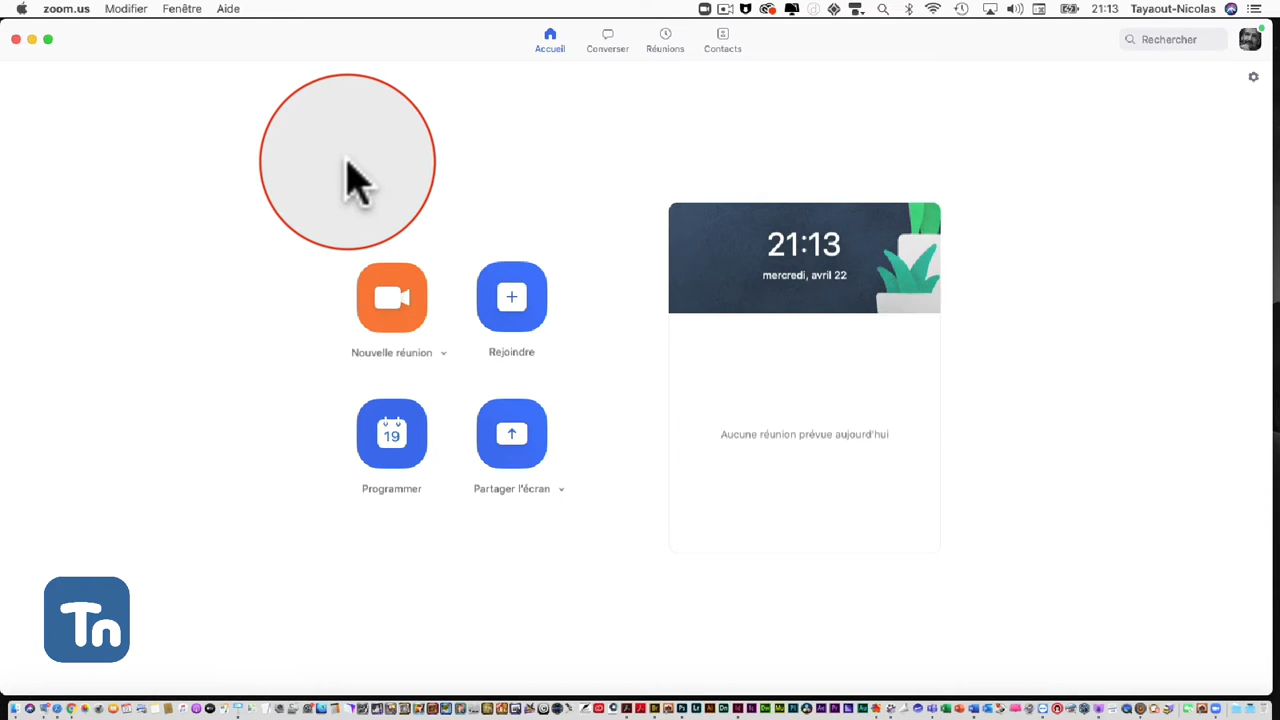 zoom.us Modifier Fenêtre Aide 21:13 Tayaout-Nicolas
Accueil Converser Réunions Contacts Rechercher
21:13
mercredi, avril 22
Nouvelle réunion Rejoindre
Aucune réunion prévue aujourd'hui
19
Programmer Partager l'écran
Tn